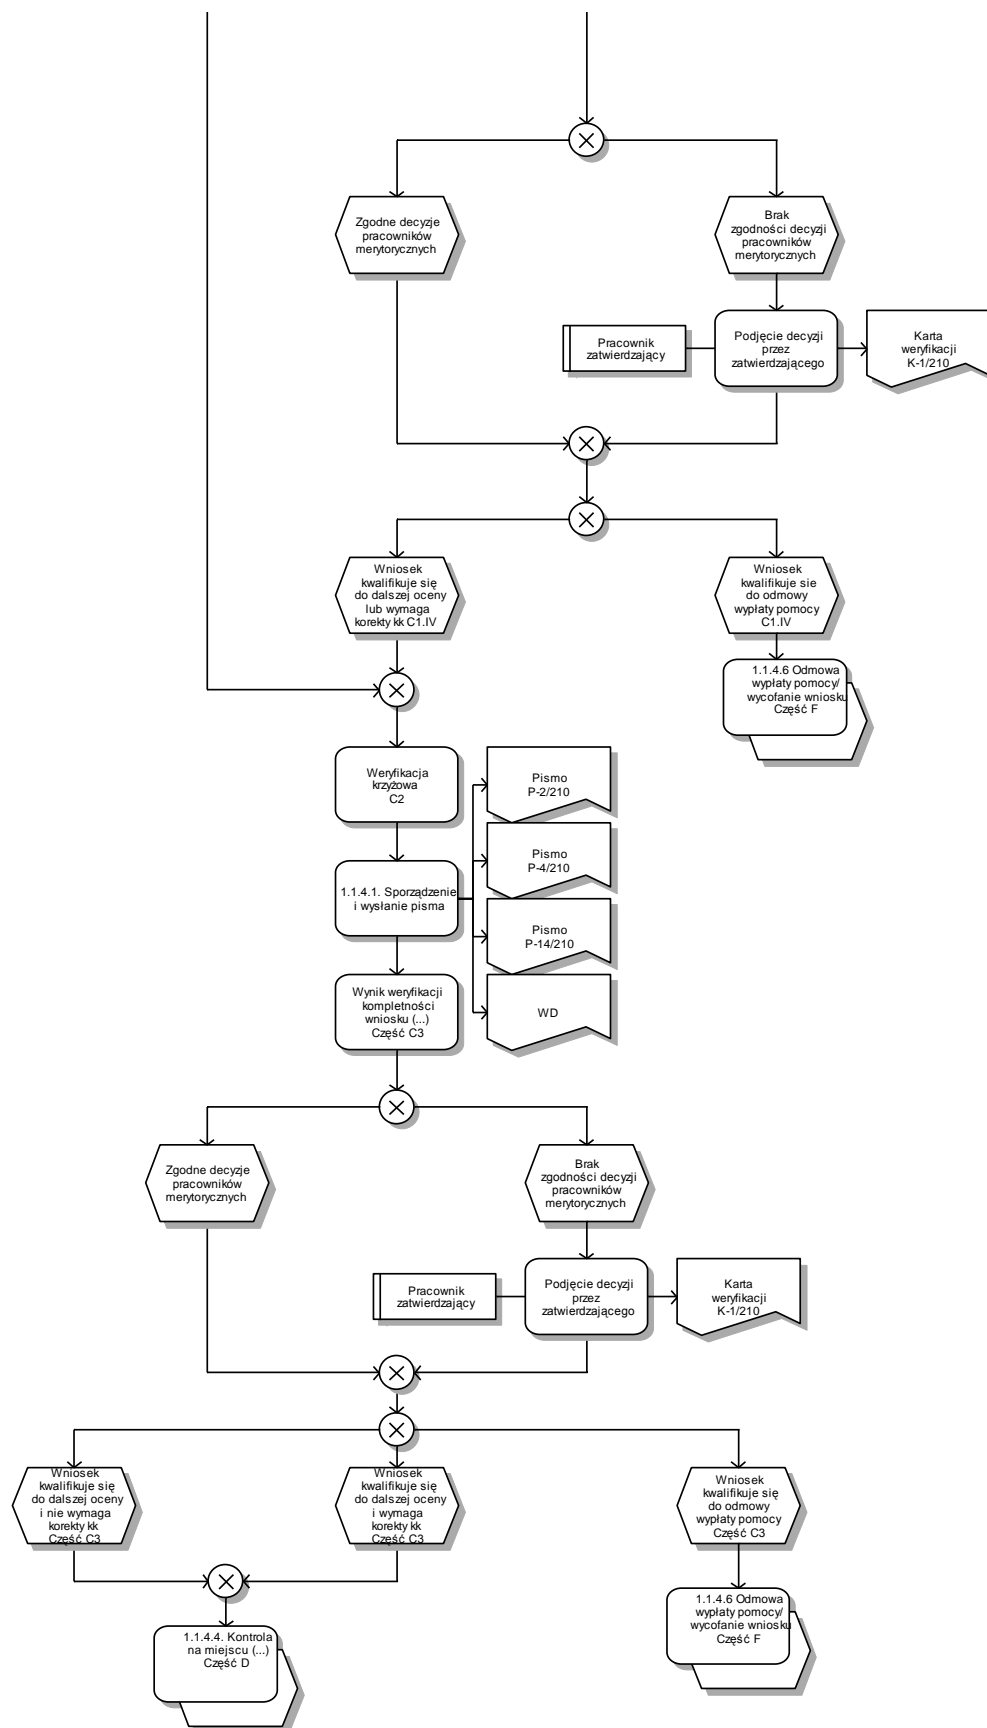 Zgodne decyzje
pracowników
merytorycznych
Brak
zgodności decyzji
pracowników
merytorycznych
Pracownik
zatwierdzający
Podjęcie decyzji
przez
zatwierdzającego
Karta
weryfikacji
K-1/210
Wniosek
kwalifikuje się
do dalszej oceny
lub wymaga
korekty kk C1.IV
Wniosek
kwalifikuje sie
do odmowy
wypłaty pomocy
C1.IV
1.1.4.6 Odmowa
wypłaty pomocy/
wycofanie wniosku
Część F
Weryfikacja
krzyżowa
C2
Pismo
P-2/210
1.1.4.1. Sporządzenie
i wysłanie pisma
Pismo
P-4/210
Pismo
P-14/210
Wynik weryfikacji
kompletności
wniosku (...)
Część C3
WD
Zgodne decyzje
pracowników
merytorycznych
Brak
zgodności decyzji
pracowników
merytorycznych
Pracownik
zatwierdzający
Podjęcie decyzji
przez
zatwierdzającego
Karta
weryfikacji
K-1/210
Wniosek
kwalifikuje się
do dalszej oceny
i nie wymaga
korekty kk
Część C3
Wniosek
kwalifikuje się
do dalszej oceny
i wymaga
korekty kk
Część C3
Wniosek
kwalifikuje się
do odmowy
wypłaty pomocy
Część C3
1.1.4.4. Kontrola
na miejscu (...)
Część D
1.1.4.6 Odmowa
wypłaty pomocy/
wycofanie wniosku
Część F